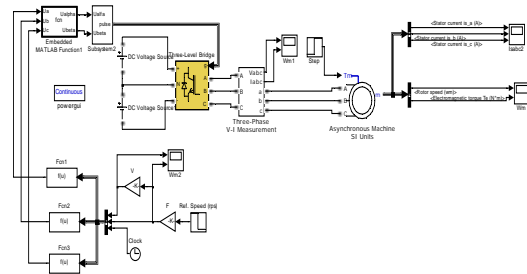 Ua
Ub
Uc
fcn
Ualpha
Ubeta
Embedded
MATLAB Function1
Ualfa
pulse
Ubeta
Subsystem2
DC Voltage Source
DC Voltage Source
Three-Level Bridge
g
+
N
-
A
B
C
A
B
C
Vabc
Iabc
a
b
c
Three-Phase
V-I Measurement
Wm1
Step
Tm
A
B
C
m
Asynchronous Machine
SI Units
<Stator current is_a (A)>
<Stator current is_b (A)>
<Stator current is_c (A)>
Isabc2
<Rotor speed (wm)>
<Electromagnetic torque Te (N*m)>
Wm
Continuous
powergui
Fcn1
f(u)
Fcn2
f(u)
Fcn3
f(u)
Wm2
V
-K-
F
-K-
Ref. Speed (rps)
Clock